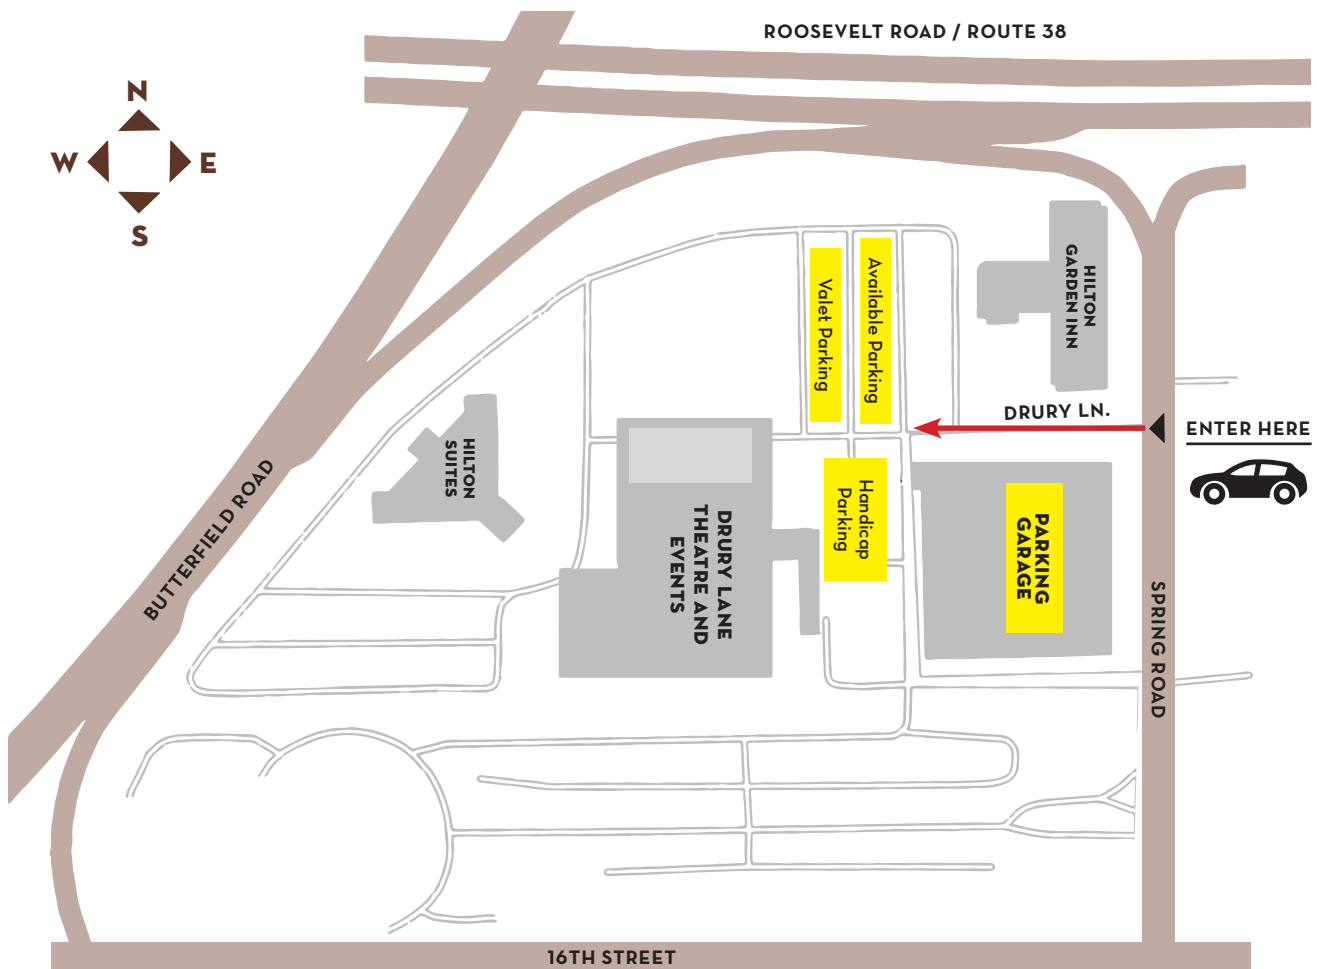 ROOSEVELT ROAD / ROUTE 38
N
W
E
S
HILTON
GARDEN INN
Available Parking
Valet Parking
DRURY LN.
ENTER HERE
HILTON
SUITES
BUTTERFIELD ROAD
DRURY LANE
THEATRE AND
EVENTS
Handicap
Parking
PARKING
GARAGE
SPRING ROAD
16TH STREET